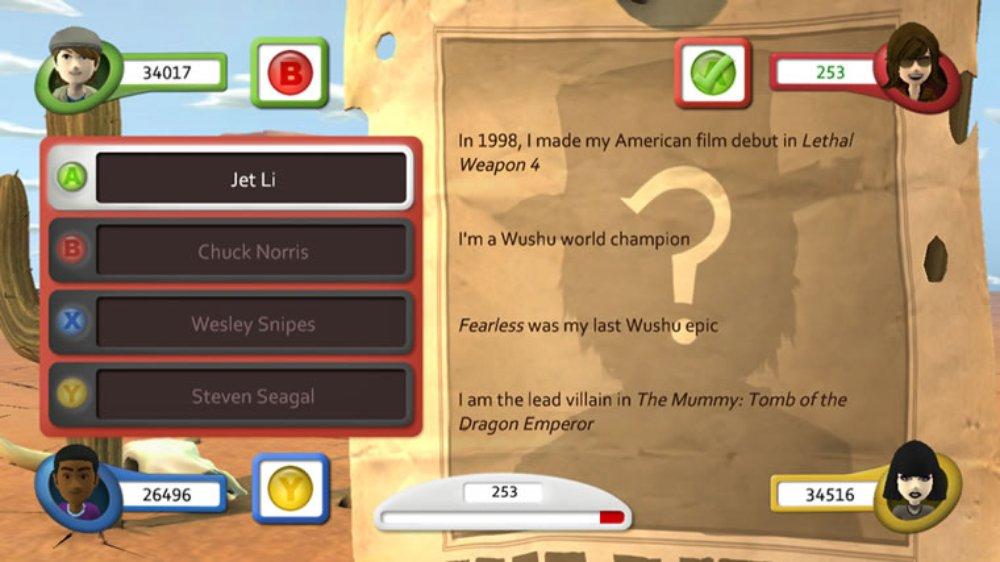 34017
B
253
In 1998, I made my American film debut in Lethal
Weapon 4
A
Jet Li
B
Chuck Norris
I'm a Wushu world champion
X
Wesley Snipes
Fearless was my last Wushu epic
Y
Steven Seagal
I am the lead villain in The Mummy: Tomb of the
Dragon Emperor
?
26496
Y
253
34516